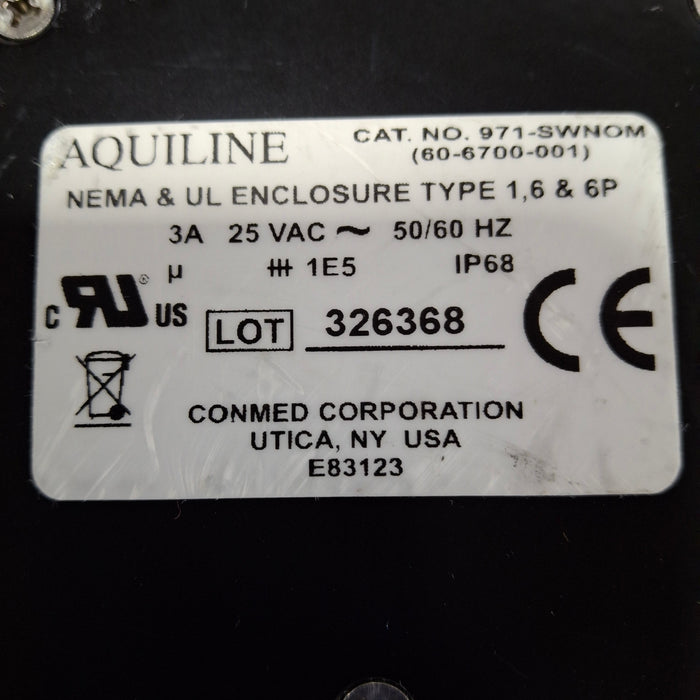 AQUILINE CAT. NO. 971-SWNOM
(60-6700-001)
NEMA & UL ENCLOSURE TYPE 1,6 & 6P
3A 25 VAC ~ 50/60 HZ
µ 1E5 IP68
C RU ® US LOT 326368 CE
CONMED CORPORATION
UTICA, NY USA
E83123